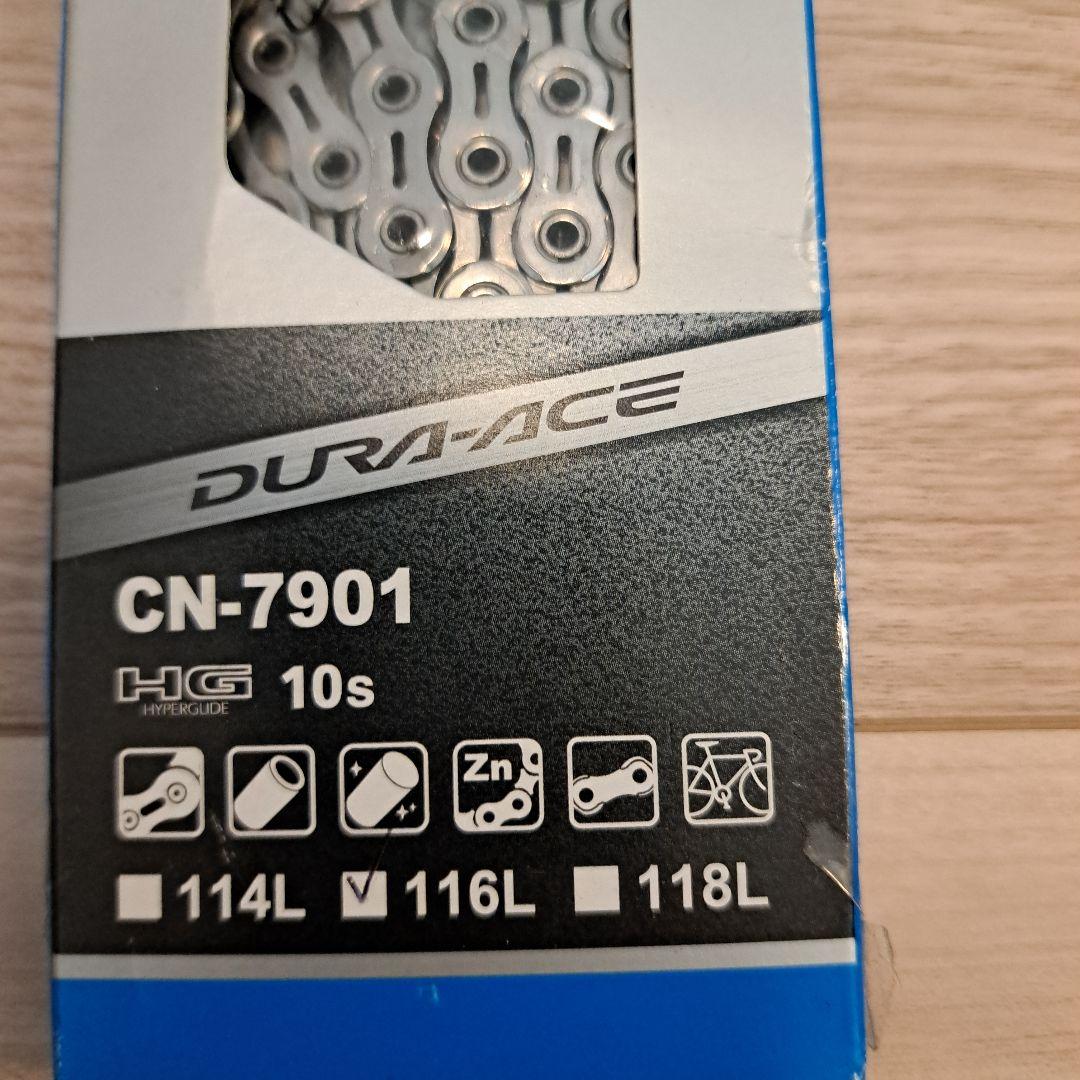 DURA-ACE
CN-7901
HG 10s
HYPERGLIDE
Zn
114L 116L 118L